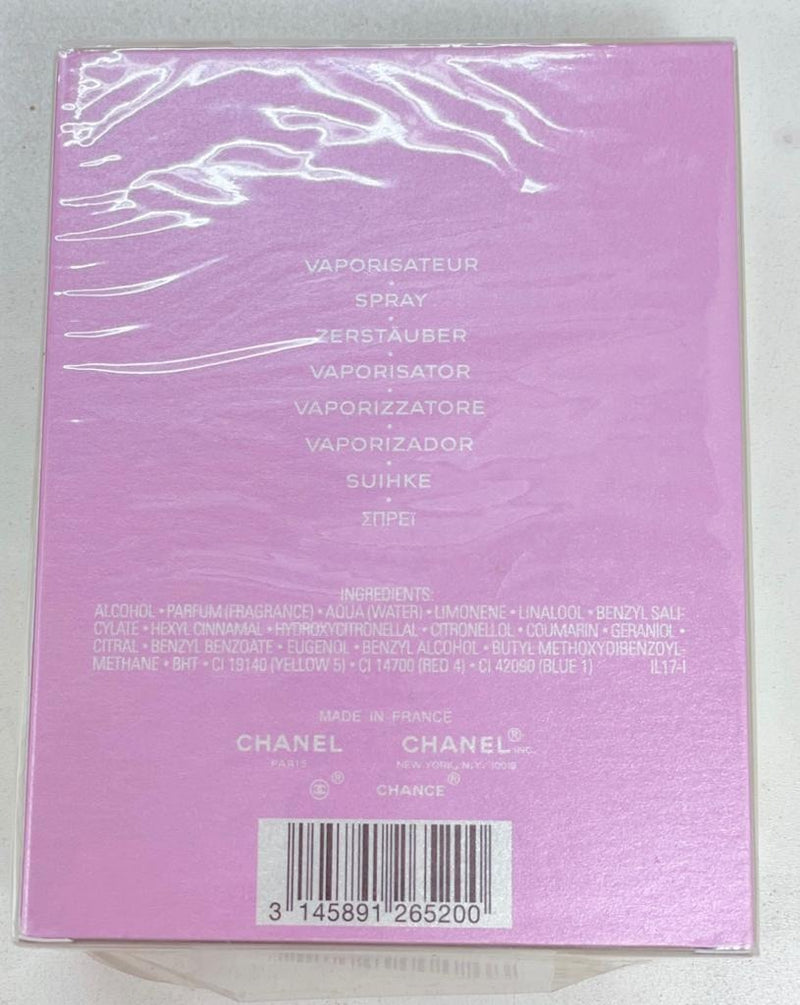 VAPORISATEUR
SPRAY
ZERSTÄUBER
VAPORISATOR
VAPORIZZATORE
VAPORIZADOR
SUIHKE
ΣΠΡΕΪ
INGREDIENTS:
ALCOHOL • PARFUM (FRAGRANCE) • AQUA (WATER) • LIMONENE • LINALOOL • BENZYL SALI-
CYLATE • HEXYL CINNAMAL • HYDROXYCITRONELLAL • CITRONELLOL • COUMARIN • GERANIOL •
CITRAL • BENZYL BENZOATE • EUGENOL • BENZYL ALCOHOL • BUTYL METHOXYDIBENZOYL-
METHANE • BHT • CI 19140 (YELLOW 5) • CI 14700 (RED 4) • CI 42090 (BLUE 1) IL17-I
MADE IN FRANCE
CHANEL CHANEL® INC.
PARIS NEW YORK, N.Y. 10019
® CHANCE®
3 145891 265200